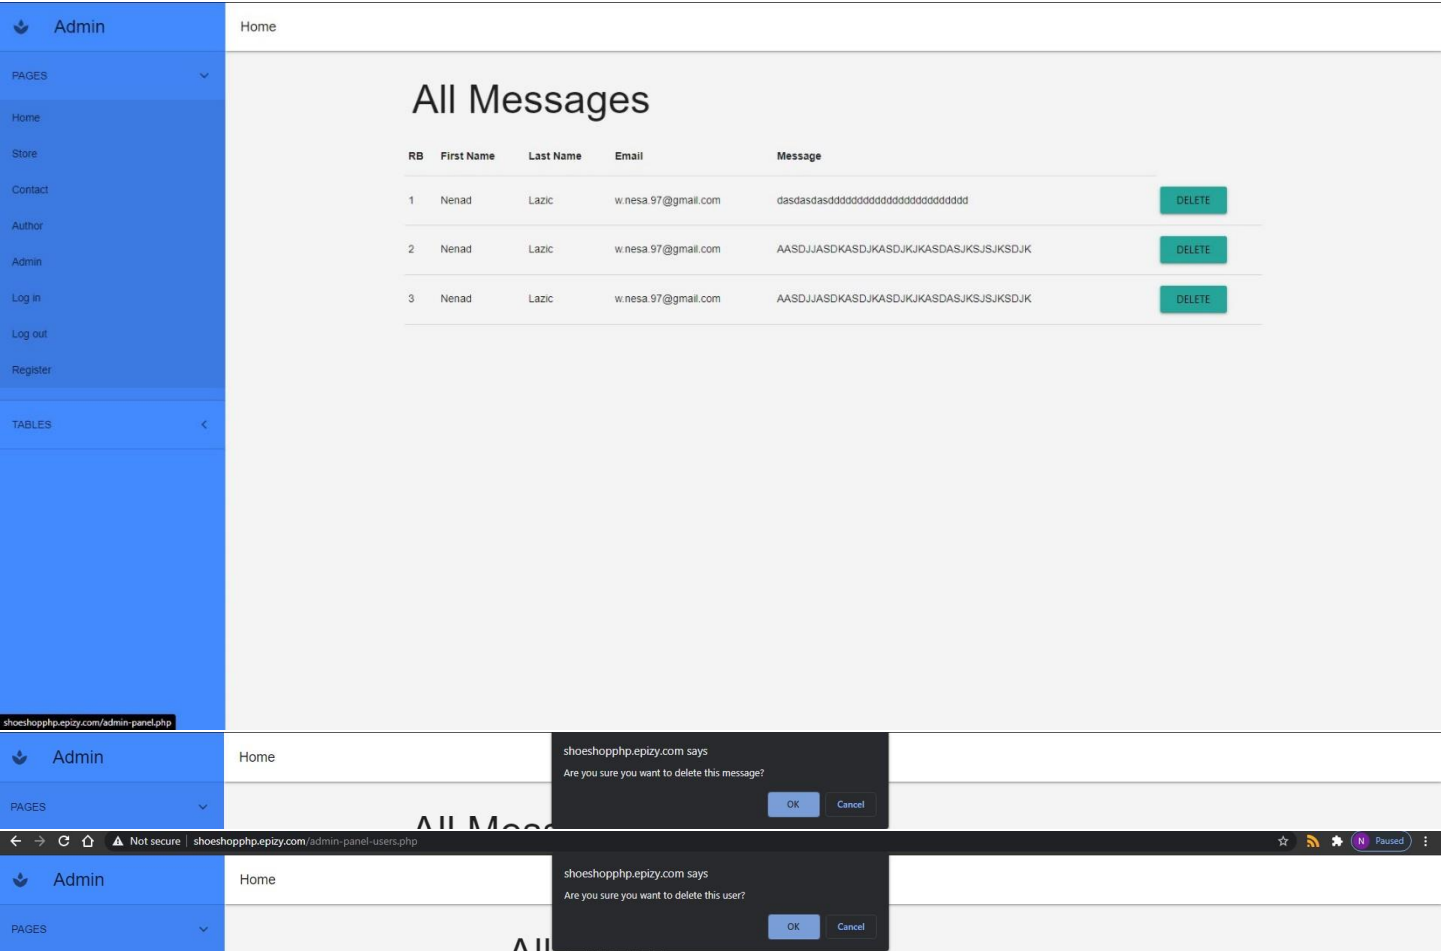 Admin
Home
PAGES
Home
Store
Contact
Author
Admin
Log in
Log out
Register
TABLES
All Messages
RB First Name Last Name Email Message
1 Nenad Lazic w.nesa.97@gmail.com dasdasdasddddddddddddddddddddddddd DELETE
2 Nenad Lazic w.nesa.97@gmail.com AASDJJASDKASDJKASDJKJKASDASJKSJSJKSDJK DELETE
3 Nenad Lazic w.nesa.97@gmail.com AASDJJASDKASDJKASDJKJKASDASJKSJSJKSDJK DELETE
shoeshopphp.epizy.com/admin-panel.php
Admin
Home
shoeshopphp.epizy.com says
Are you sure you want to delete this message?
OK Cancel
PAGES
All Mess
Not secure shoeshopphp.epizy.com/admin-panel-users.php N Paused
Admin
Home
shoeshopphp.epizy.com says
Are you sure you want to delete this user?
OK Cancel
PAGES
All